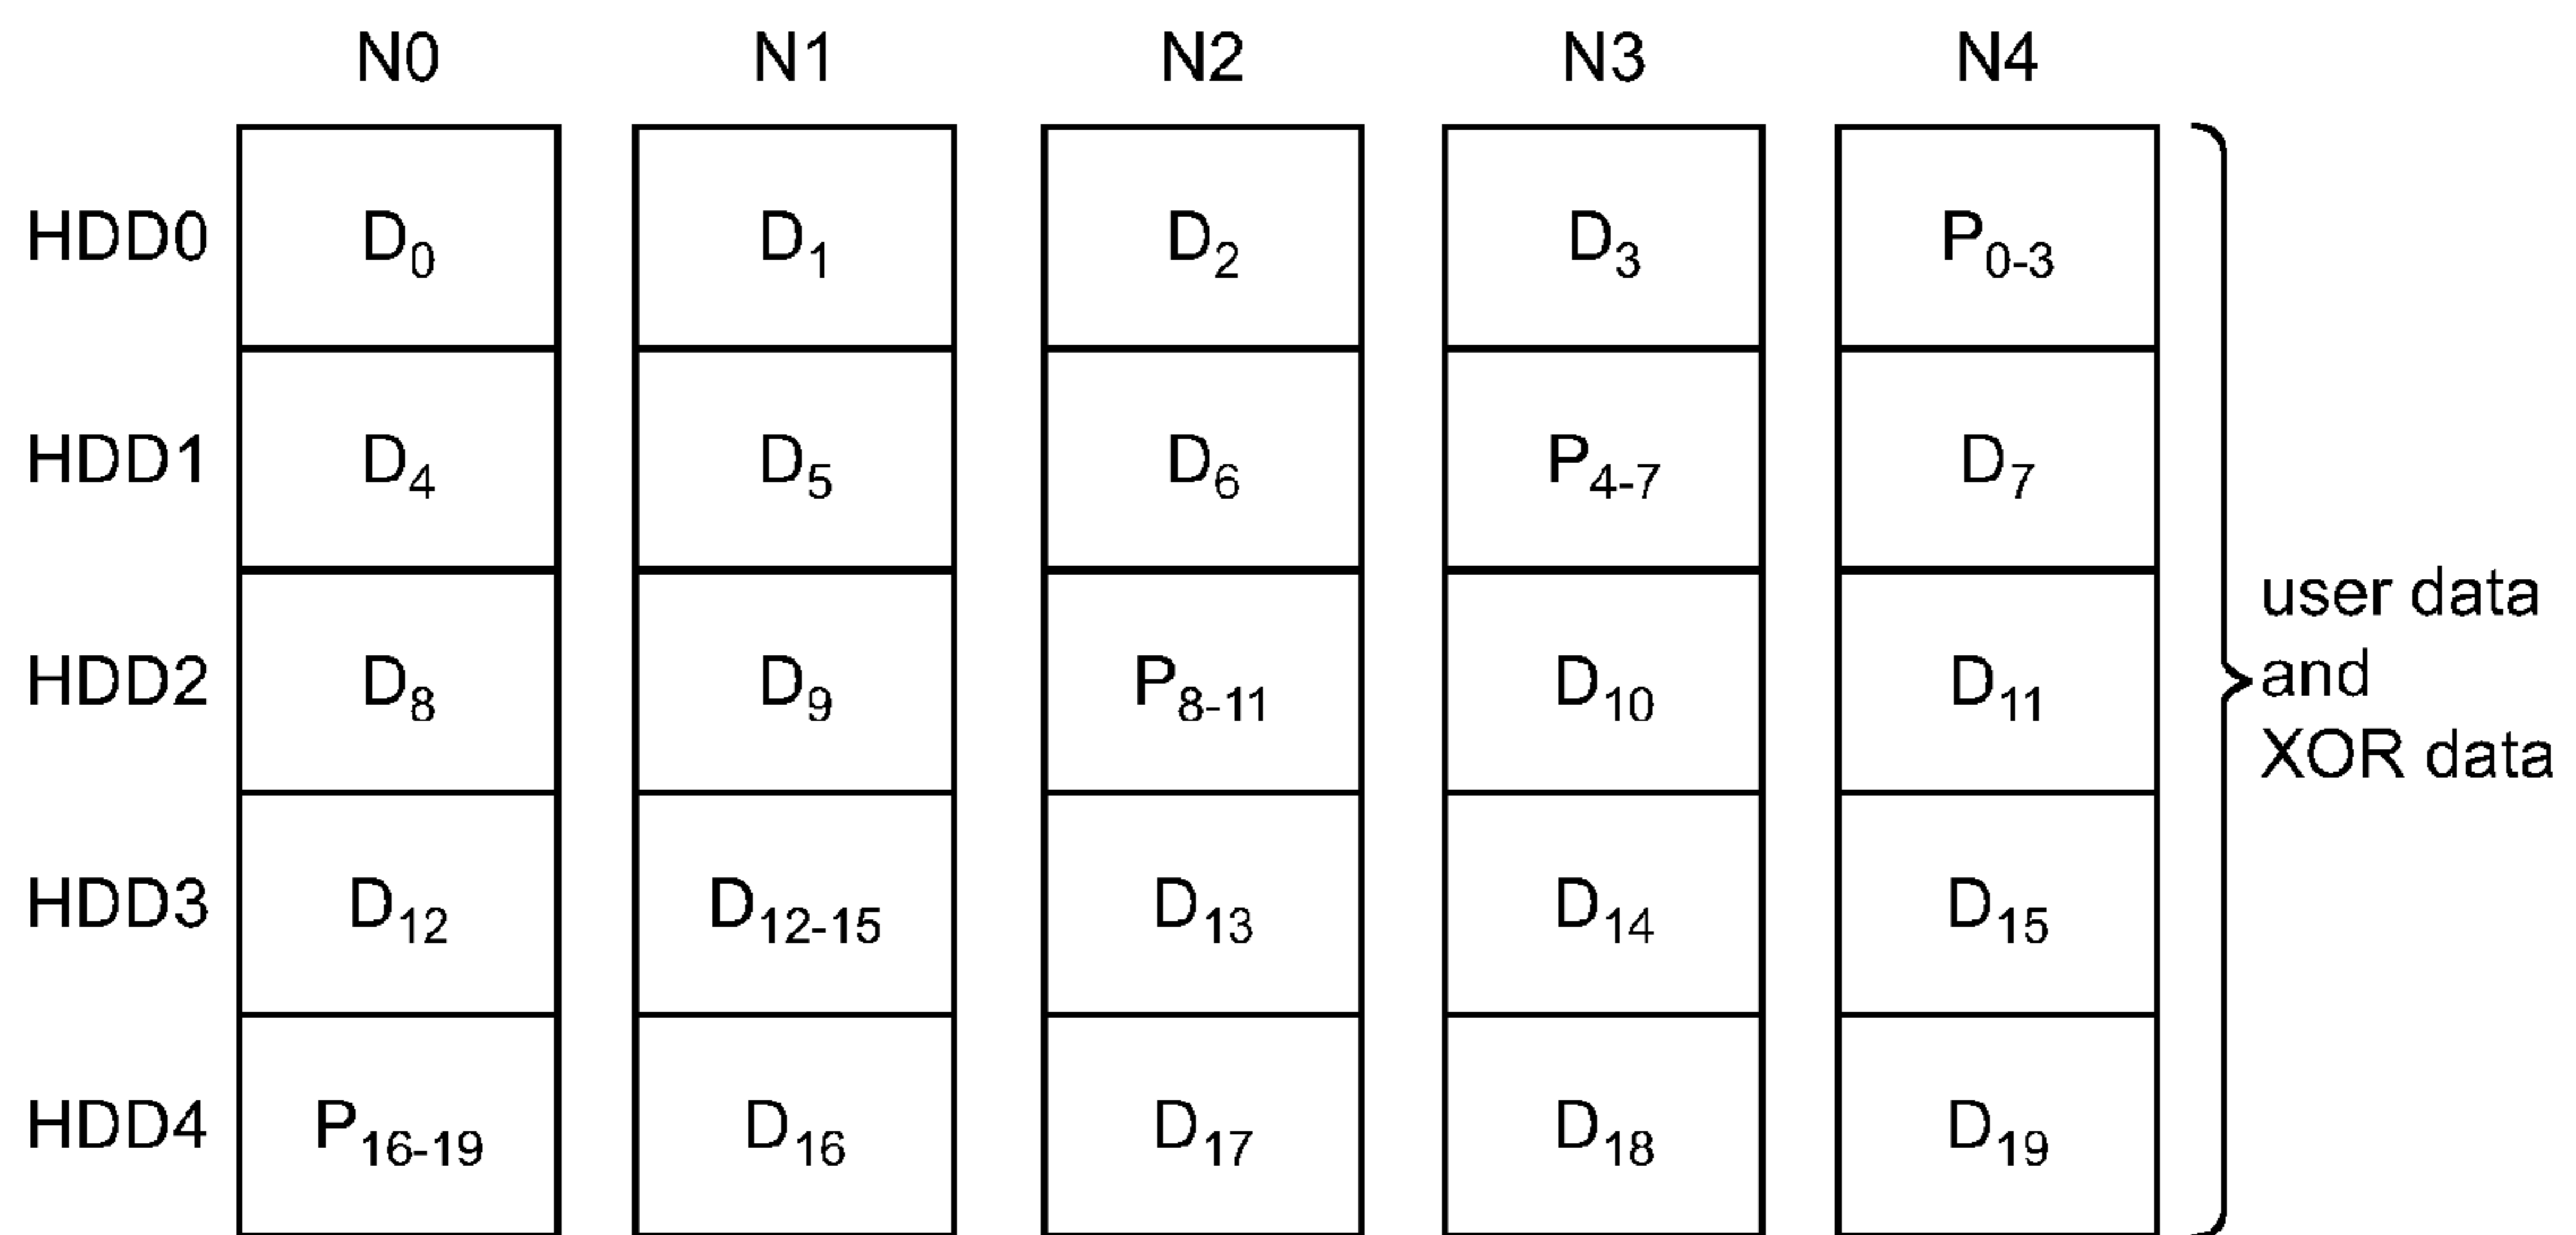 N0 N1 N2 N3 N4
HDD0 D0 D1 D2 D3 P0-3
HDD1 D4 D5 D6 P4-7 D7
HDD2 D8 D9 P8-11 D10 D11
HDD3 D12 D12-15 D13 D14 D15
HDD4 P16-19 D16 D17 D18 D19
user data
and
XOR data